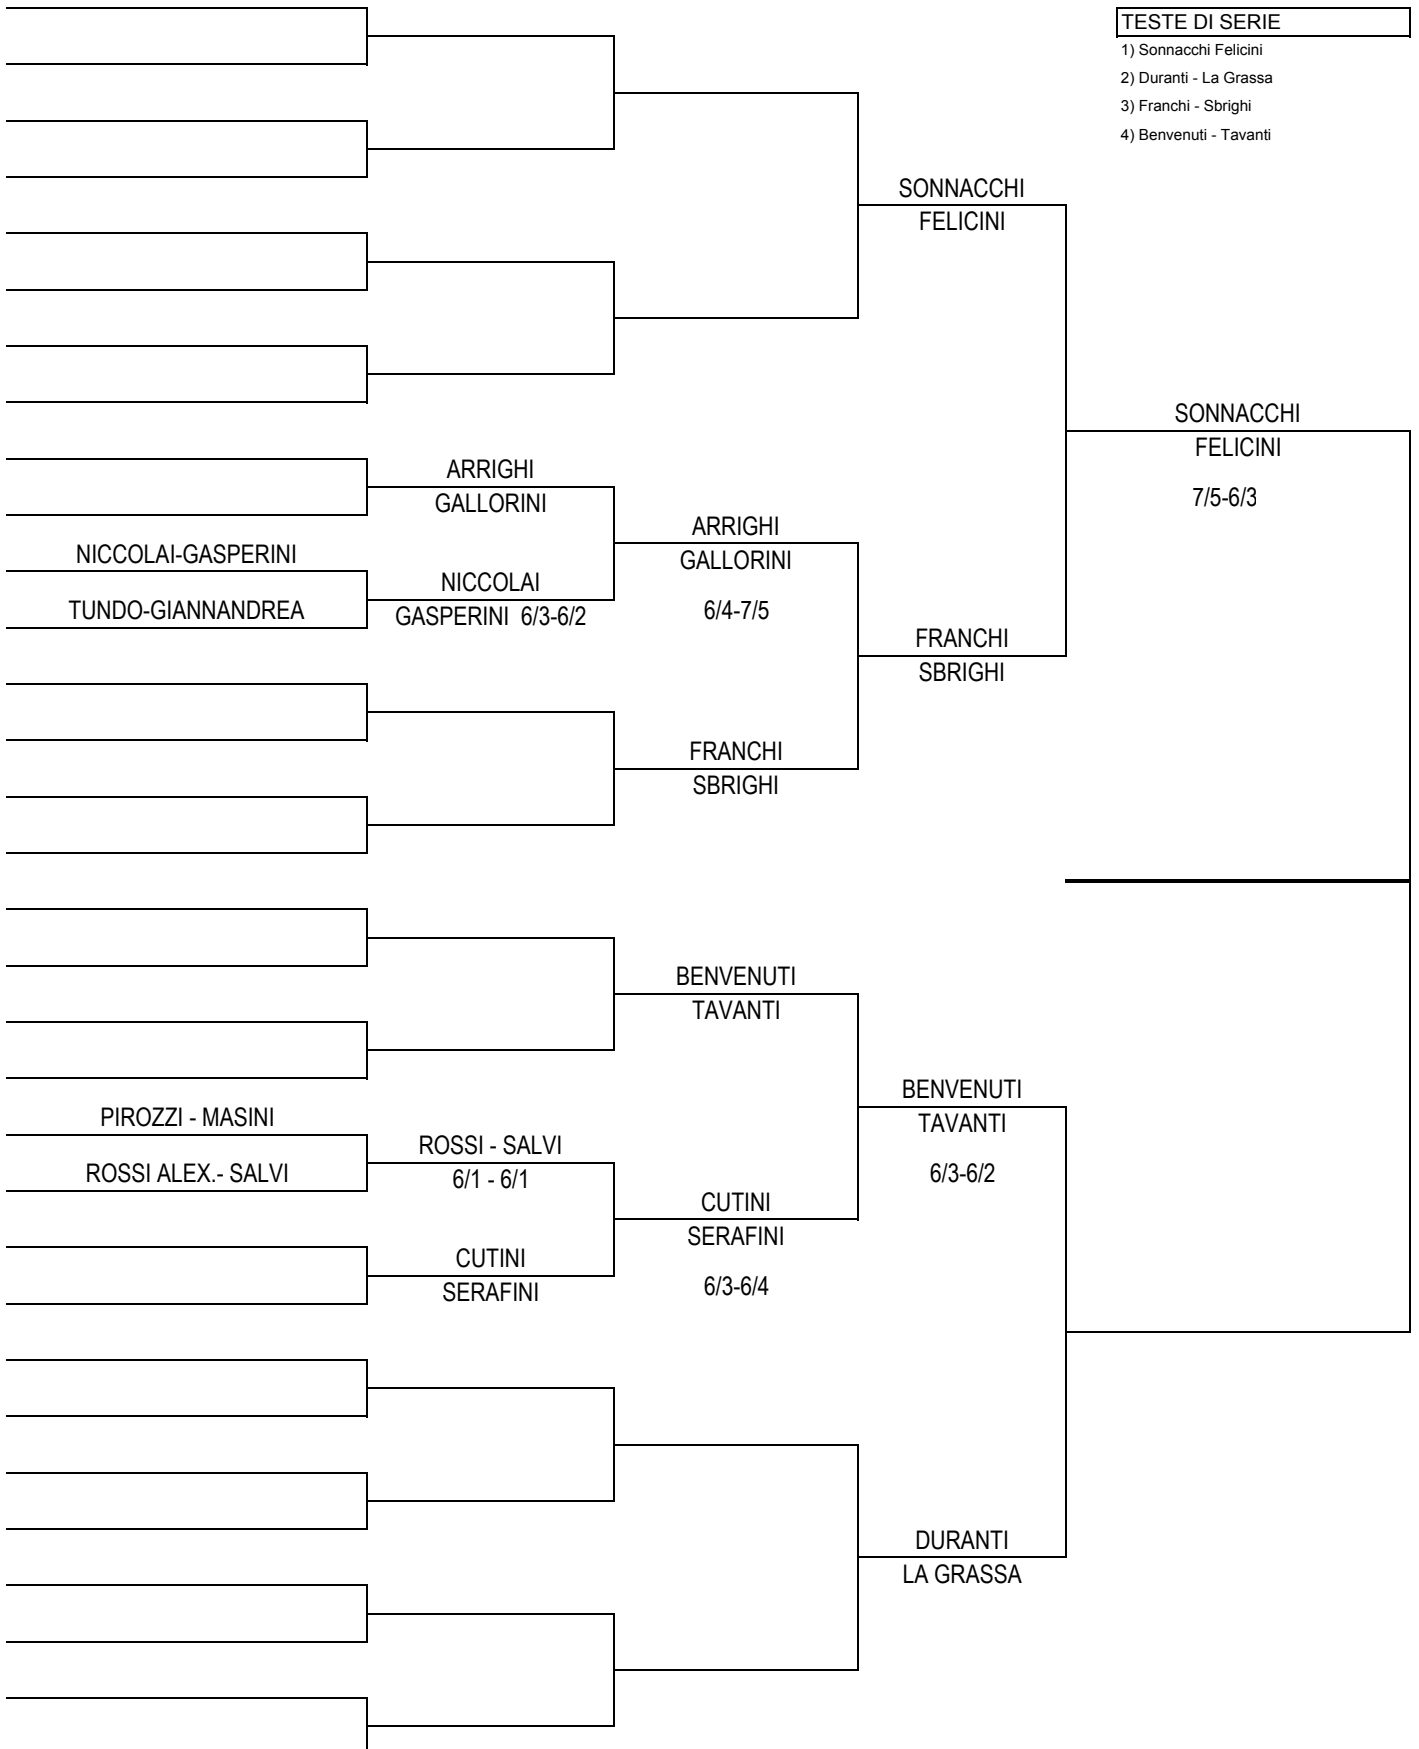 TESTE DI SERIE
1) Sonnacchi Felicini
2) Duranti - La Grassa
3) Franchi - Sbrighi
4) Benvenuti - Tavanti
SONNACCHI
FELICINI
SONNACCHI
FELICINI
7/5-6/3
ARRIGHI
GALLORINI
ARRIGHI
GALLORINI
6/4-7/5
NICCOLAI-GASPERINI
TUNDO-GIANNANDREA
NICCOLAI
GASPERINI 6/3-6/2
FRANCHI
SBRIGHI
FRANCHI
SBRIGHI
BENVENUTI
TAVANTI
BENVENUTI
TAVANTI
6/3-6/2
PIROZZI - MASINI
ROSSI ALEX.- SALVI
ROSSI - SALVI
6/1 - 6/1
CUTINI
SERAFINI
6/3-6/4
CUTINI
SERAFINI
DURANTI
LA GRASSA